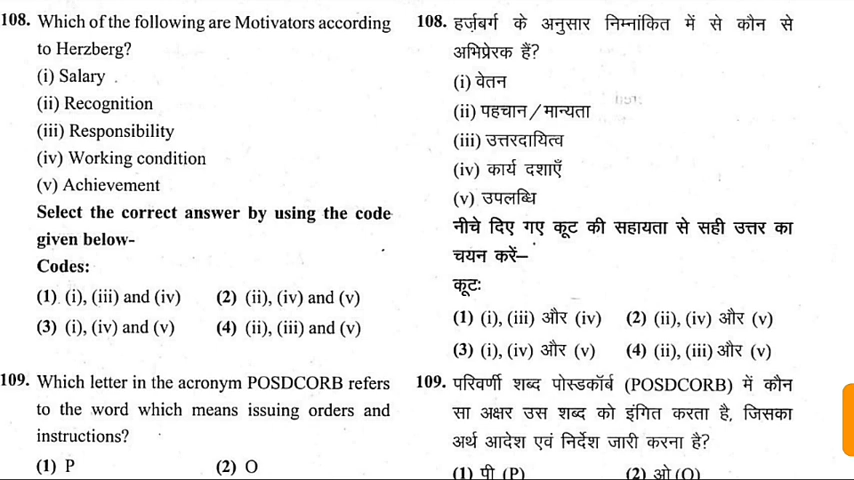 108. Which of the following are Motivators according
to Herzberg?
(i) Salary
(ii) Recognition
(iii) Responsibility
(iv) Working condition
(v) Achievement
Select the correct answer by using the code
given below-
Codes:
(1) (i), (iii) and (iv) (2) (ii), (iv) and (v)
(3) (i), (iv) and (v) (4) (ii), (iii) and (v)
109. Which letter in the acronym POSDCORB refers
to the word which means issuing orders and
instructions?
(1) P (2) O
108. हर्ज़बर्ग के अनुसार निम्नांकित में से कौन से
अभिप्रेरक हैं?
(i) वेतन
(ii) पहचान / मान्यता
(iii) उत्तरदायित्व
(iv) कार्य दशाएँ
(v) उपलब्धि
नीचे दिए गए कूट की सहायता से सही उत्तर का
चयन करें–
कूटः
(1) (i), (iii) और (iv) (2) (ii), (iv) और (v)
(3) (i), (iv) और (v) (4) (ii), (iii) और (v)
109. परिवर्णी शब्द पोस्डकॉर्ब (POSDCORB) में कौन
सा अक्षर उस शब्द को इंगित करता है, जिसका
अर्थ आदेश एवं निर्देश जारी करना है?
(1) पी (P) (2) ओ (O)